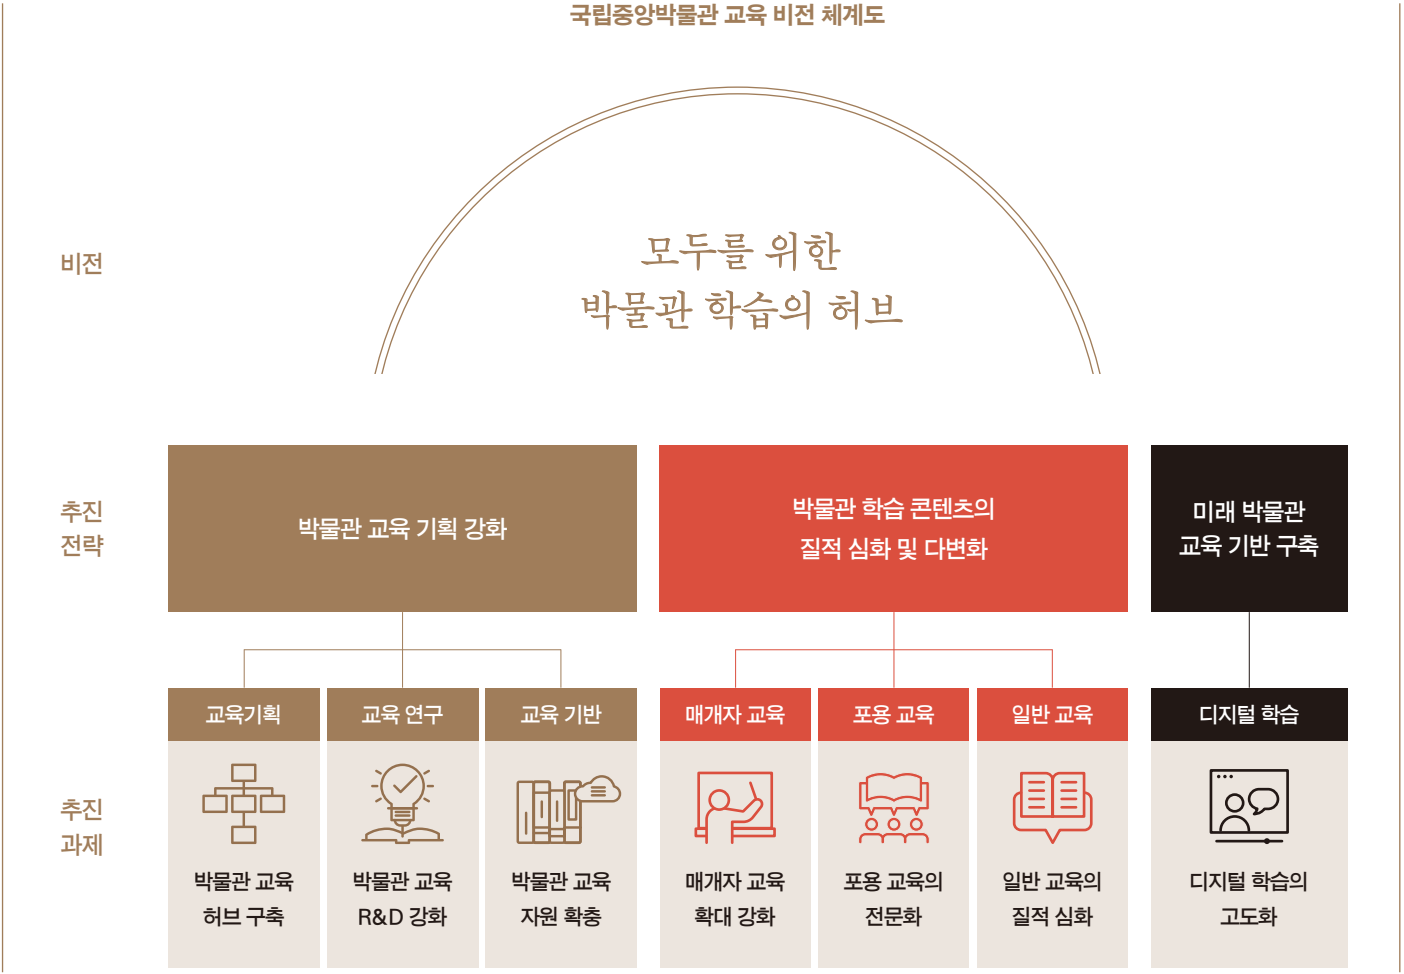 국립중앙박물관 교육 비전 체계도
비전
모두를 위한
박물관 학습의 허브
추진
전략
박물관 교육 기획 강화
박물관 학습 콘텐츠의
질적 심화 및 다변화
미래 박물관
교육 기반 구축
추진
과제
교육기획
박물관 교육
허브 구축
교육 연구
박물관 교육
R&D 강화
교육 기반
박물관 교육
자원 확충
매개자 교육
매개자 교육
확대 강화
포용 교육
포용 교육의
전문화
일반 교육
일반 교육의
질적 심화
디지털 학습
디지털 학습의
고도화